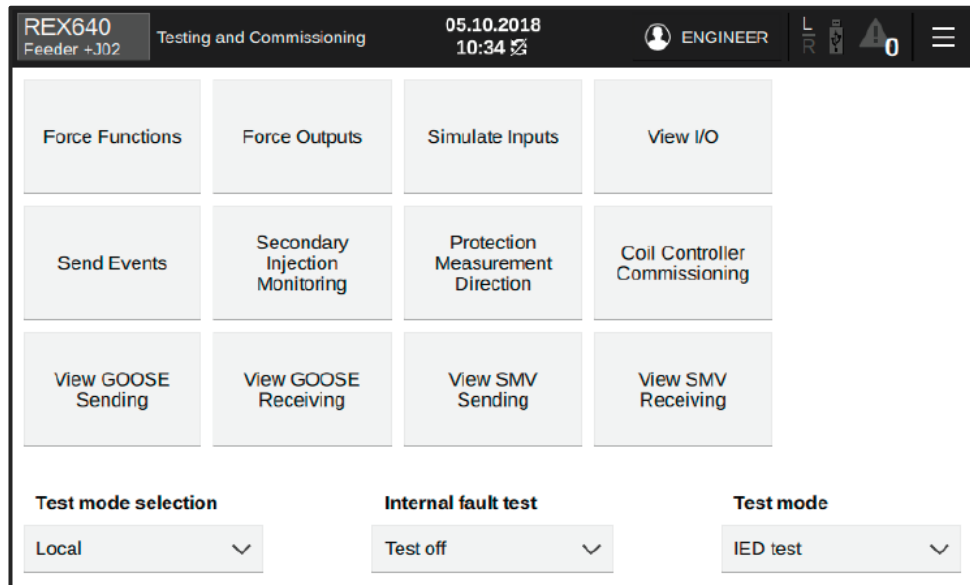 REX640
Feeder +J02
Testing and Commissioning
05.10.2018
10:34
ENGINEER
L
R
0
Force Functions
Force Outputs
Simulate Inputs
View I/O
Send Events
Secondary
Injection
Monitoring
Protection
Measurement
Direction
Coil Controller
Commissioning
View GOOSE
Sending
View GOOSE
Receiving
View SMV
Sending
View SMV
Receiving
Test mode selection
Internal fault test
Test mode
Local
Test off
IED test